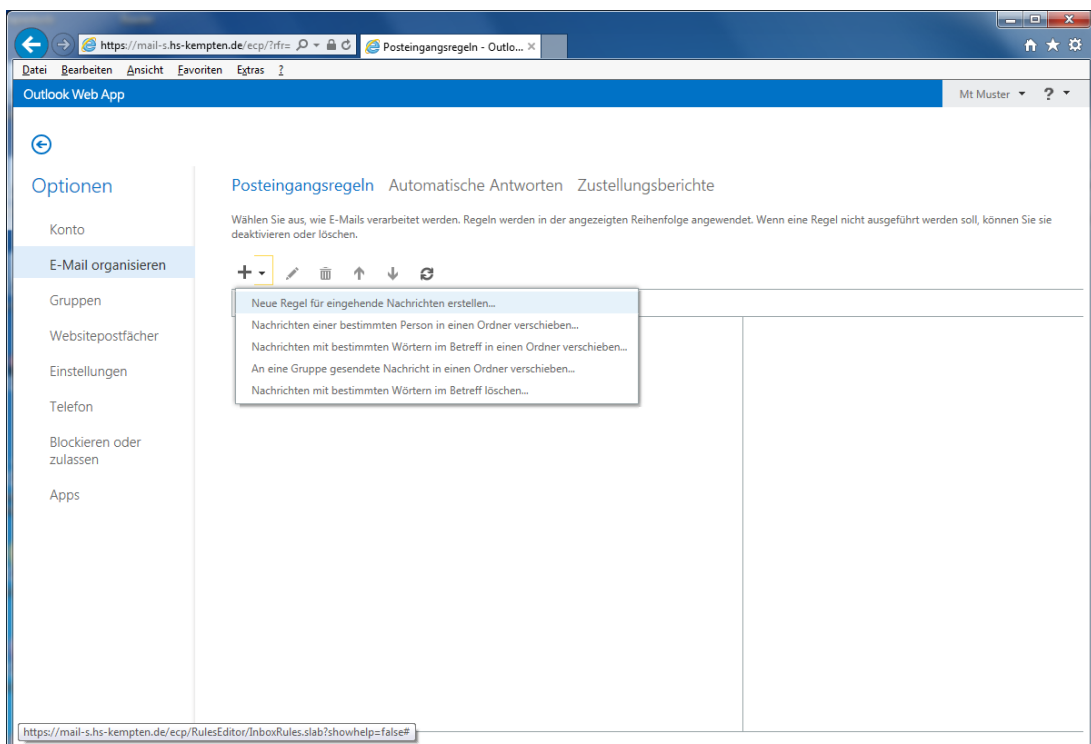 https://mail-s.hs-kempten.de/ecp/?rfr=
Posteingangsregeln - Outlo...
Datei Bearbeiten Ansicht Favoriten Extras ?
Outlook Web App
Mt Muster ?
Optionen
Konto
E-Mail organisieren
Gruppen
Websitepostfächer
Einstellungen
Telefon
Blockieren oder
zulassen
Apps
Posteingangsregeln Automatische Antworten Zustellungsberichte
Wählen Sie aus, wie E-Mails verarbeitet werden. Regeln werden in der angezeigten Reihenfolge angewendet. Wenn eine Regel nicht ausgeführt werden soll, können Sie sie
deaktivieren oder löschen.
Neue Regel für eingehende Nachrichten erstellen...
Nachrichten einer bestimmten Person in einen Ordner verschieben...
Nachrichten mit bestimmten Wörtern im Betreff in einen Ordner verschieben...
An eine Gruppe gesendete Nachricht in einen Ordner verschieben...
Nachrichten mit bestimmten Wörtern im Betreff löschen...
https://mail-s.hs-kempten.de/ecp/RulesEditor/InboxRules.slab?showhelp=false#